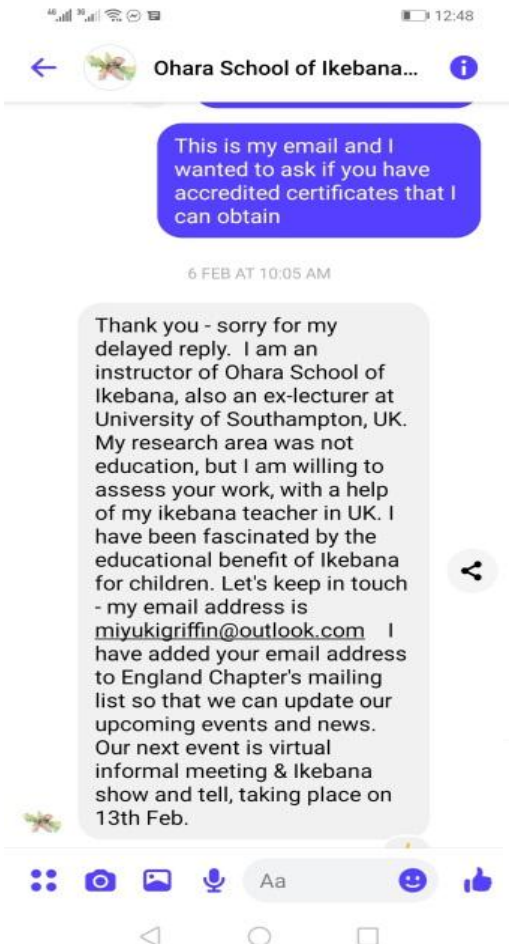 46 36 12:48
Ohara School of Ikebana...
This is my email and I
wanted to ask if you have
accredited certificates that I
can obtain
6 FEB AT 10:05 AM
Thank you - sorry for my
delayed reply.  I am an
instructor of Ohara School of
Ikebana, also an ex-lecturer at
University of Southampton, UK.
My research area was not
education, but I am willing to
assess your work, with a help
of my ikebana teacher in UK. I
have been fascinated by the
educational benefit of Ikebana
for children. Let's keep in touch
- my email address is
miyukigriffin@outlook.com    I
have added your email address
to England Chapter's mailing
list so that we can update our
upcoming events and news.
Our next event is virtual
informal meeting & Ikebana
show and tell, taking place on
13th Feb.
Aa